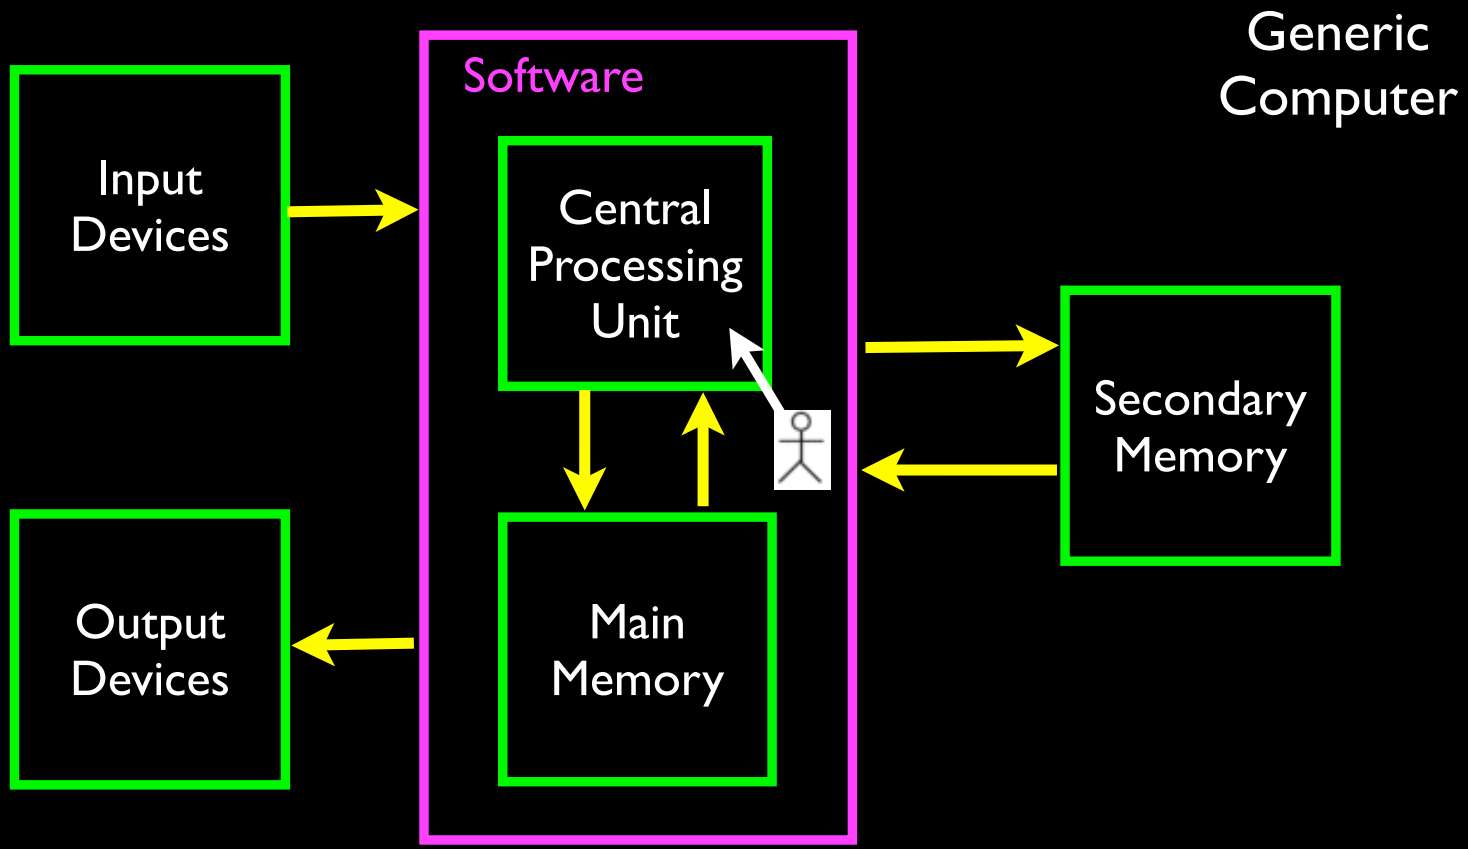 Generic
Computer
Software
Input
Devices
Central
Processing
Unit
Secondary
Memory
Output
Devices
Main
Memory